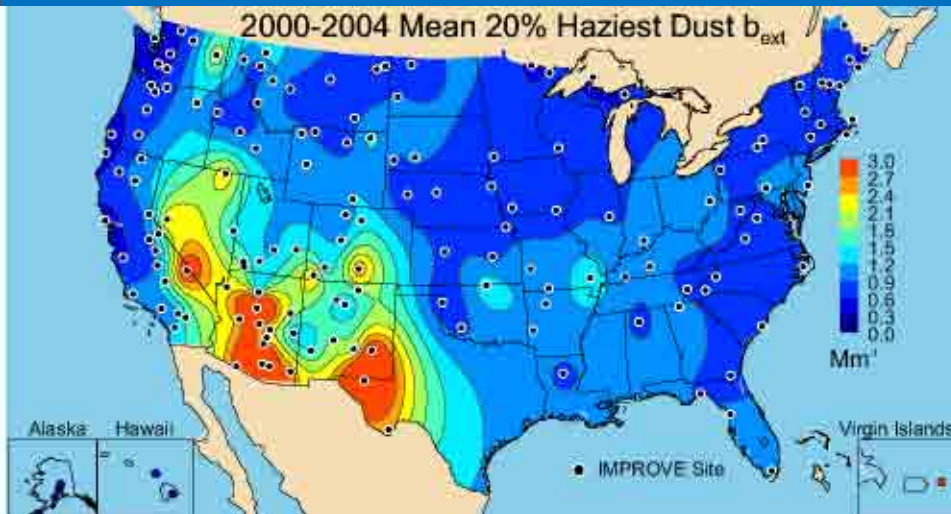 2000-2004 Mean 20% Haziest Dust b_ext
3.0
2.7
2.4
2.1
1.8
1.5
1.2
0.9
0.6
0.3
0.0
Mm⁻¹
Alaska
Hawaii
IMPROVE Site
Virgin Islands